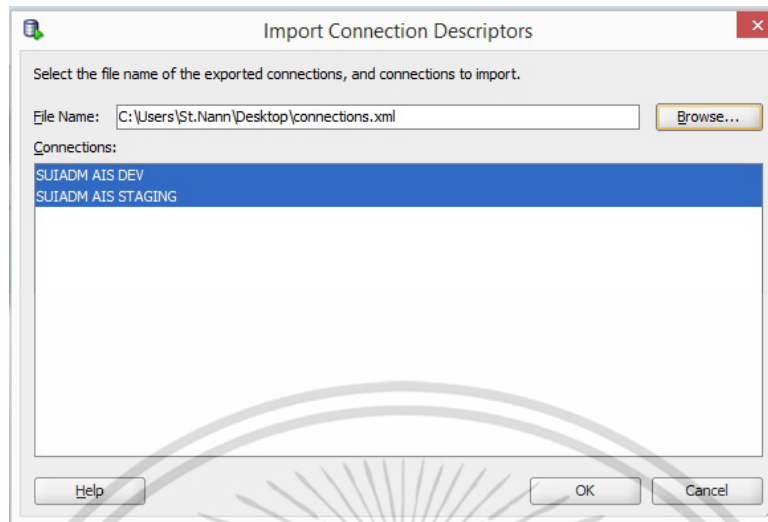 Import Connection Descriptors
Select the file name of the exported connections, and connections to import.
File Name: C:\Users\St.Nann\Desktop\connections.xml Browse...
Connections:
SUIADM AIS DEV
SUIADM AIS STAGING
Help OK Cancel